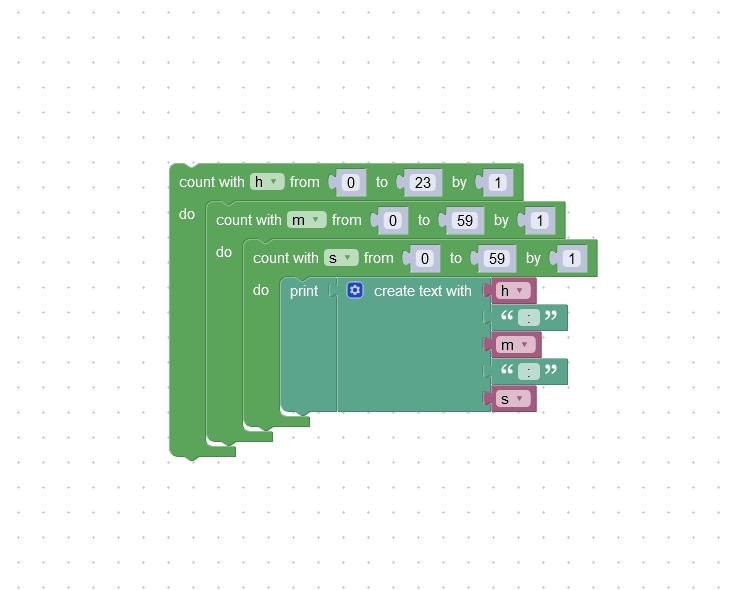 count with h from 0 to 23 by 1
do count with m from 0 to 59 by 1
do count with s from 0 to 59 by 1
do print create text with h
“ : ”
m
“ : ”
s